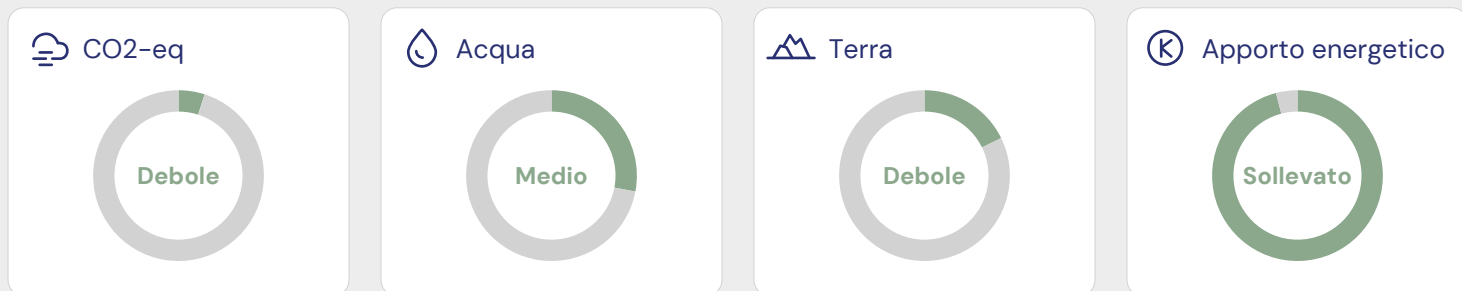 CO2-eq
Debole
Acqua
Medio
Terra
Debole
Apporto energetico
Sollevato